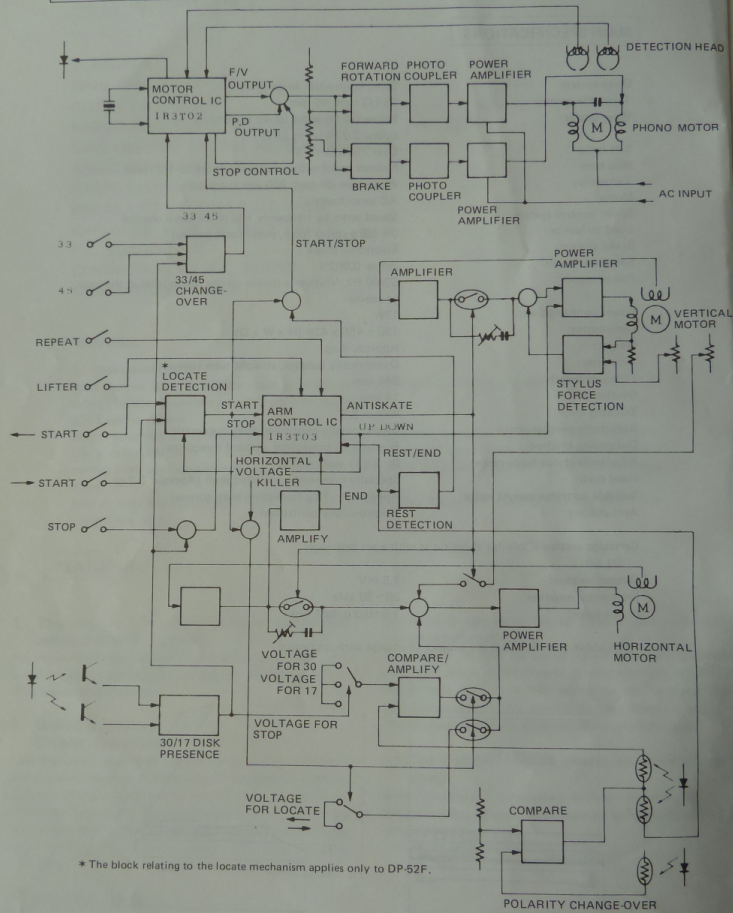 DETECTION HEAD
F/V
OUTPUT
FORWARD
ROTATION
PHOTO
COUPLER
POWER
AMPLIFIER
MOTOR
CONTROL IC
IR3T02
P.D
OUTPUT
M
PHONO MOTOR
STOP CONTROL
BRAKE
PHOTO
COUPLER
POWER
AMPLIFIER
AC INPUT
33 45
START/STOP
33
45
33/45
CHANGE-
OVER
AMPLIFIER
POWER
AMPLIFIER
M
VERTICAL
MOTOR
REPEAT
*
LOCATE
DETECTION
LIFTER
STYLUS
FORCE
DETECTION
START
START
STOP
ARM
CONTROL IC
IR3T03
ANTISKATE
UP DOWN
REST/END
START
HORIZONTAL
VOLTAGE
KILLER
END
STOP
AMPLIFY
REST
DETECTION
M
POWER
AMPLIFIER
HORIZONTAL
MOTOR
VOLTAGE
FOR 30
VOLTAGE
FOR 17
COMPARE/
AMPLIFY
VOLTAGE FOR
STOP
30/17 DISK
PRESENCE
VOLTAGE
FOR LOCATE
COMPARE
* The block relating to the locate mechanism applies only to DP-52F.
POLARITY CHANGE-OVER